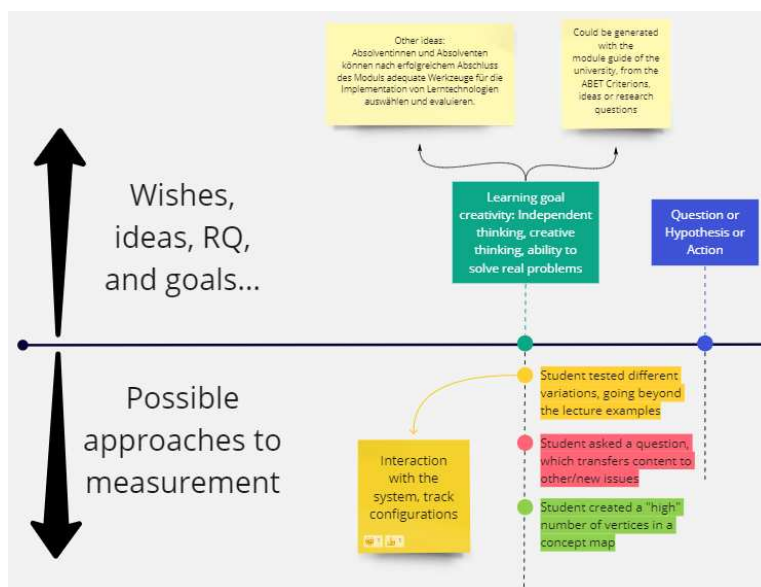 Other ideas:
Absolventinnen und Absolventen
können nach erfolgreichem Abschluss
des Moduls adequate Werkzeuge für die
Implementation von Lerntechnologien
auswählen und evaluieren.
Could be generated
with the
module guide of the
university, from the
ABET Criterions,
ideas or research
questions
Wishes,
ideas, RQ,
and goals...
Learning goal
creativity: Independent
thinking, creative
thinking, ability to
solve real problems
Question or
Hypothesis or
Action
Possible
approaches to
measurement
Student tested different
variations, going beyond
the lecture examples
Interaction
with the
system, track
configurations
Student asked a question,
which transfers content to
other/new issues
Student created a "high"
number of vertices in a
concept map